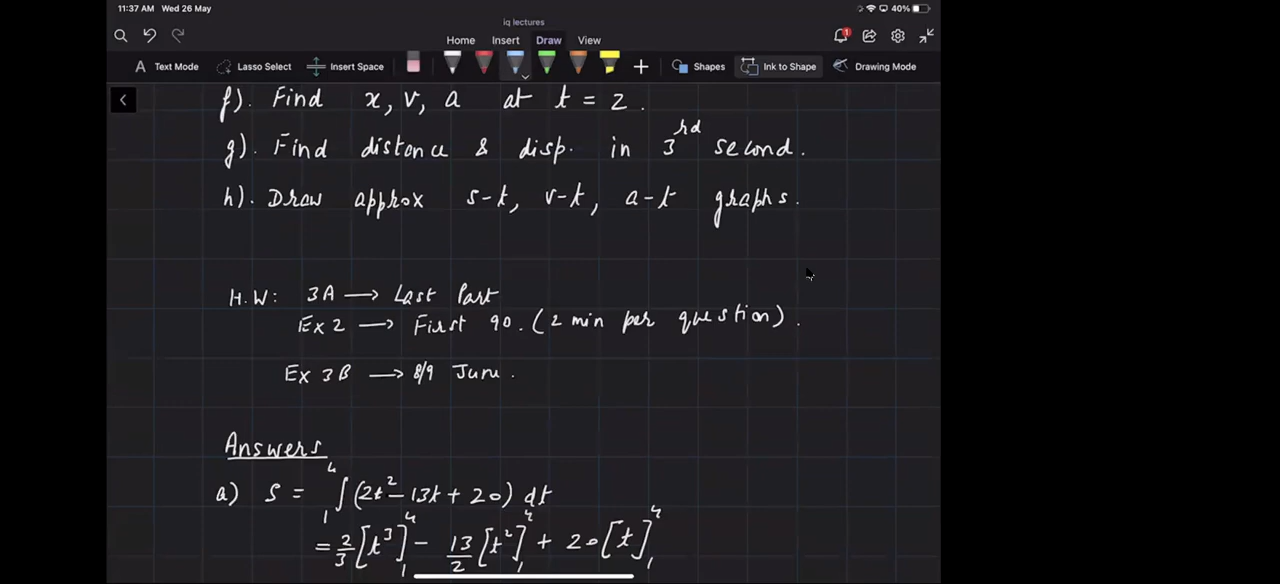 11:37 AM Wed 26 May
40%
iq lectures
Home Insert Draw View
1
Text Mode Lasso Select Insert Space Shapes Ink to Shape Drawing Mode
f). Find x, v, a at t = 2.
g). Find distance & disp. in 3rd second.
h). Draw approx s-t, v-t, a-t graphs.
H.W: 3A → Last Part
Ex 2 → First 90. (2 min per question).
Ex 3B → 8/9 June.
Answers
a) S = ∫₁⁴ (2t² - 13t + 20) dt
= 2/3 [t³]₁⁴ - 13/2 [t²]₁⁴ + 20 [t]₁⁴